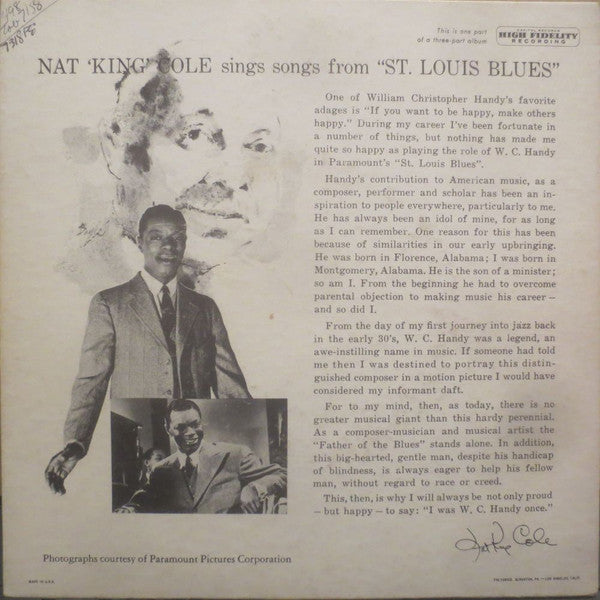 This is one part
of a three-part album
CAPITOL RECORDS
HIGH FIDELITY
RECORDING
NAT ‘KING’ COLE sings songs from “ST. LOUIS BLUES”
One of William Christopher Handy's favorite
adages is “If you want to be happy, make others
happy.” During my career I've been fortunate in
a number of things, but nothing has made me
quite so happy as playing the role of W. C. Handy
in Paramount's “St. Louis Blues”.
Handy's contribution to American music, as a
composer, performer and scholar has been an in-
spiration to people everywhere, particularly to me.
He has always been an idol of mine, for as long
as I can remember. One reason for this has been
because of similarities in our early upbringing.
He was born in Florence, Alabama; I was born in
Montgomery, Alabama. He is the son of a minister;
so am I. From the beginning he had to overcome
parental objection to making music his career –
and so did I.
From the day of my first journey into jazz back
in the early 30's, W. C. Handy was a legend, an
awe-instilling name in music. If someone had told
me then I was destined to portray this distin-
guished composer in a motion picture I would have
considered my informant daft.
For to my mind, then, as today, there is no
greater musical giant than this hardy perennial.
As a composer-musician and musical artist the
“Father of the Blues” stands alone. In addition,
this big-hearted, gentle man, despite his handicap
of blindness, is always eager to help his fellow
man, without regard to race or creed.
This, then, is why I will always be not only proud
– but happy – to say: “I was W. C. Handy once.”
Nat King Cole
Photographs courtesy of Paramount Pictures Corporation
MADE IN U.S.A.